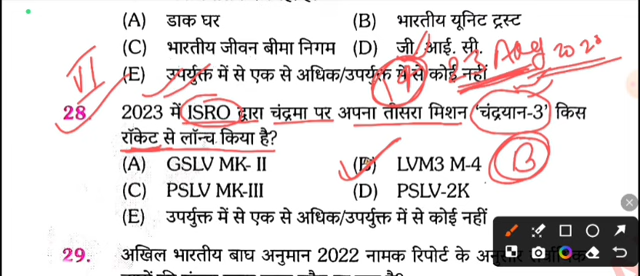 (A) डाक घर (B) भारतीय यूनिट ट्रस्ट
(C) भारतीय जीवन बीमा निगम (D) जी. आई. सी.
(E) उपर्युक्त में से एक से अधिक/उपर्युक्त में से कोई नहीं
VI 23 Aug 2023
28. 2023 में ISRO द्वारा चंद्रमा पर अपना तीसरा मिशन 'चंद्रयान-3' किस
रॉकेट से लॉन्च किया है?
(A) GSLV MK- II (B) LVM3 M-4 B
(C) PSLV MK-III (D) PSLV-2K
(E) उपर्युक्त में से एक से अधिक/उपर्युक्त में से कोई नहीं
29. अखिल भारतीय बाघ अनुमान 2022 नामक रिपोर्ट के